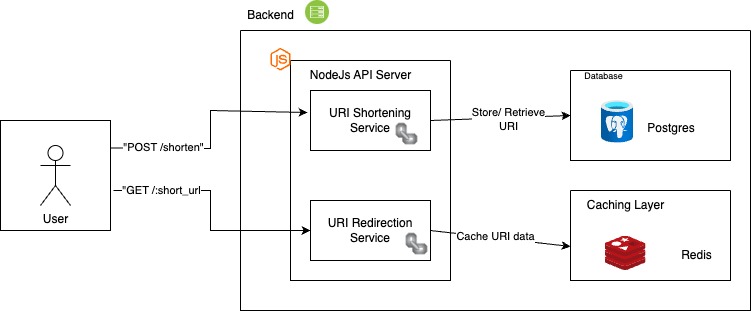 Backend
JS
NodeJs API Server
URI Shortening
Service
Store/ Retrieve
URI
Database
Postgres
"POST /shorten"
User
"GET /:short_url
URI Redirection
Service
Cache URI data
Caching Layer
Redis